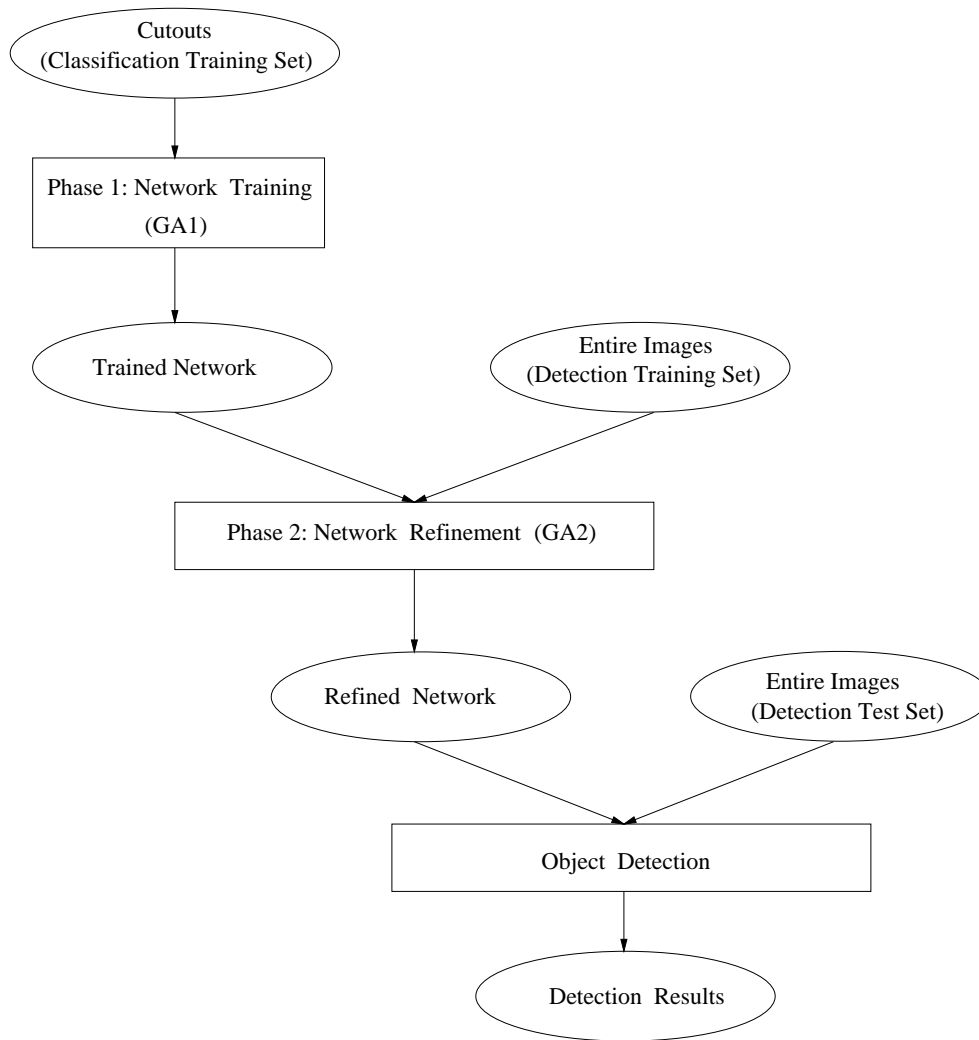 Cutouts
(Classification Training Set)
Phase 1: Network Training
(GA1)
Trained Network
Entire Images
(Detection Training Set)
Phase 2: Network Refinement (GA2)
Refined Network
Entire Images
(Detection Test Set)
Object Detection
Detection Results